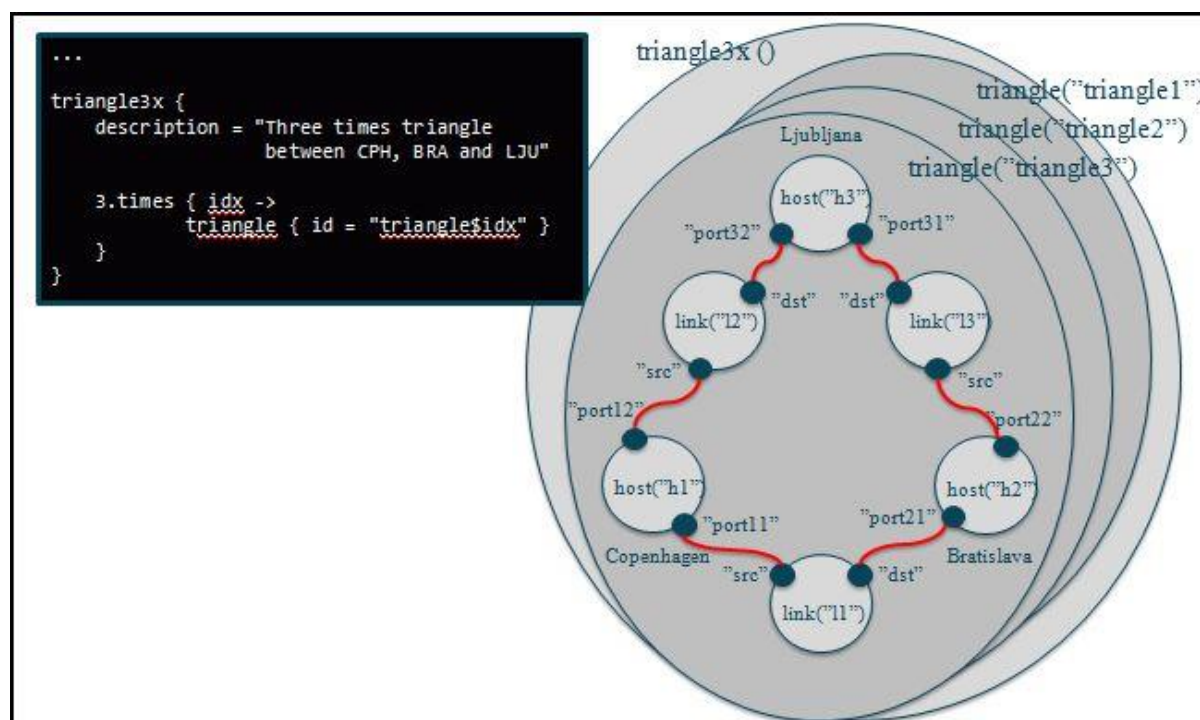 ...
triangle3x {
description = "Three times triangle
between CPH, BRA and LJU"
3.times { idx ->
triangle { id = "triangle$idx" }
}
}
triangle3x ()
triangle("triangle1")
triangle("triangle2")
triangle("triangle3")
Ljubljana
host("h3")
"port32"
"port31"
"dst"
"dst"
link("l2")
link("l3")
"src"
"src"
"port12"
"port22"
host("h1")
host("h2")
"port11"
"port21"
Copenhagen
Bratislava
"src"
"dst"
link("l1")